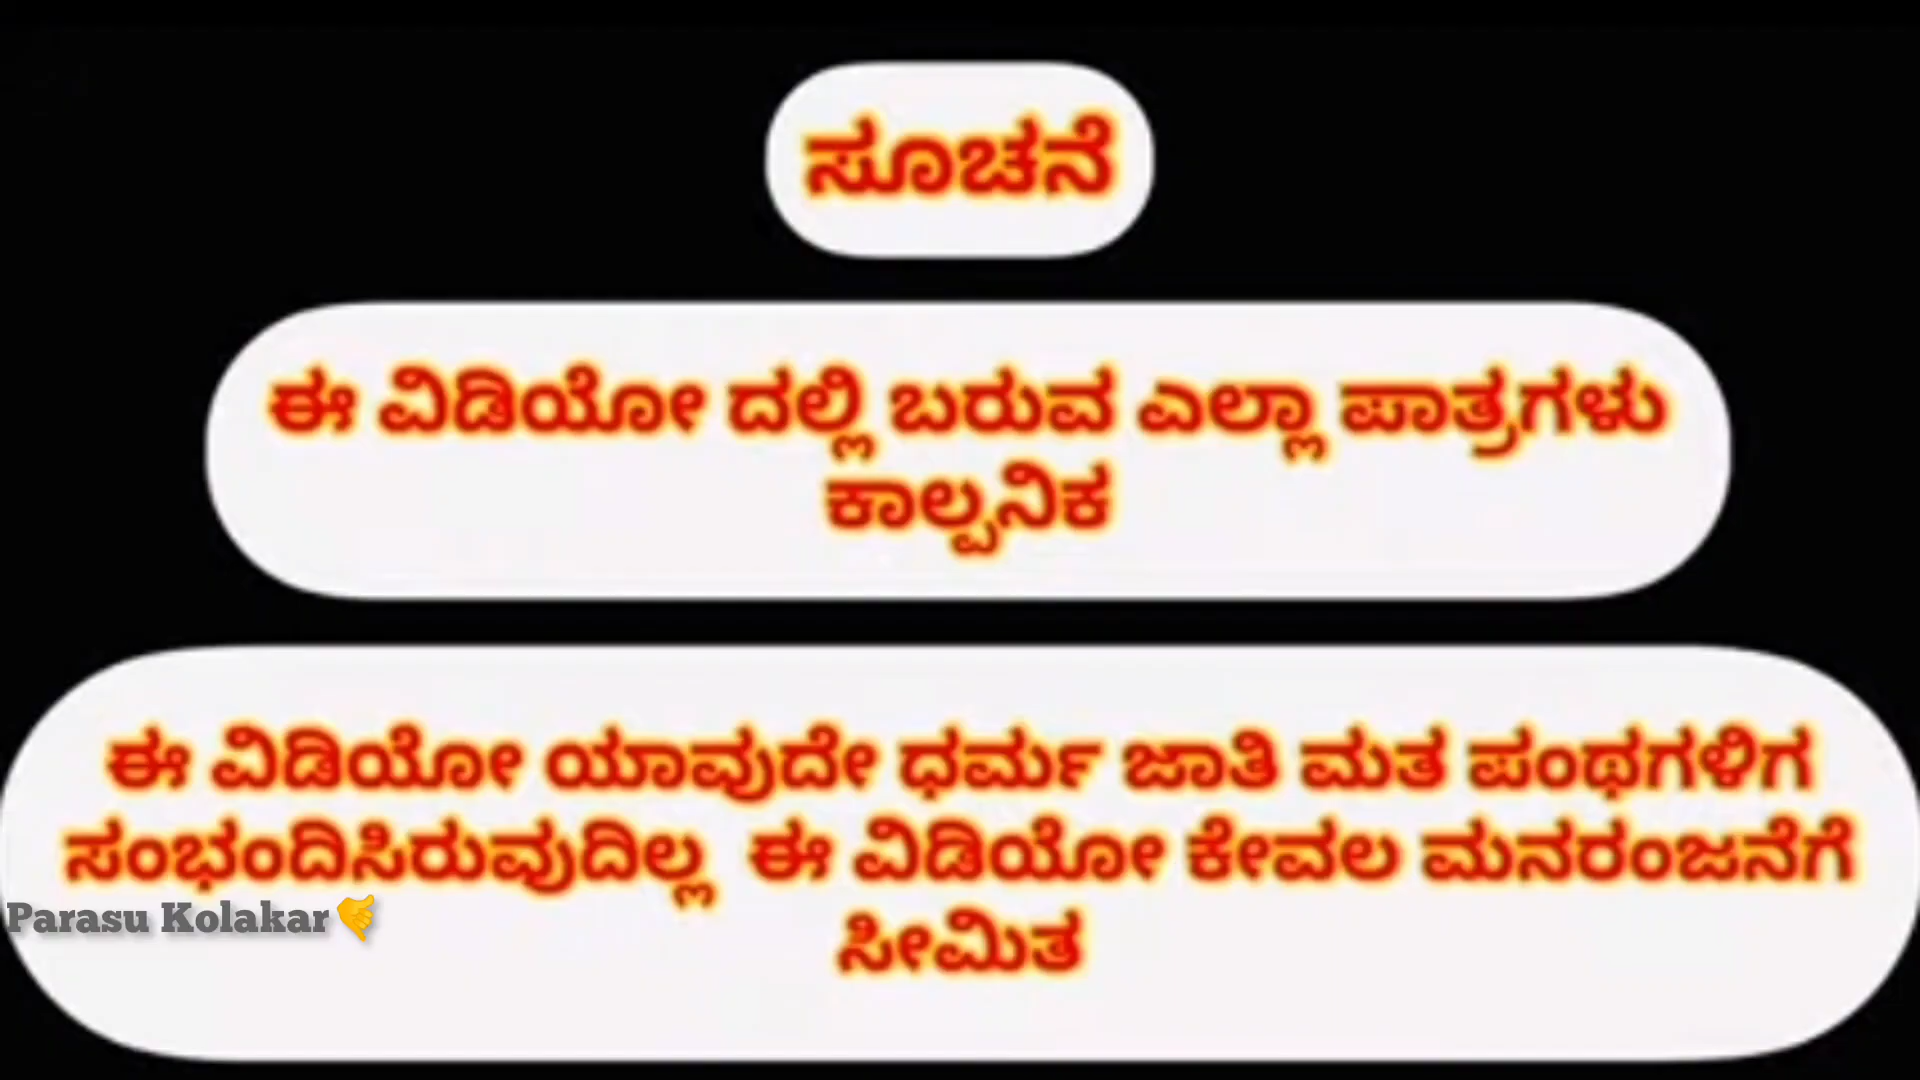 ಸೂಚನೆ
ಈ ವಿಡಿಯೋ ದಲ್ಲಿ ಬರುವ ಎಲ್ಲಾ ಪಾತ್ರಗಳು
ಕಾಲ್ಪನಿಕ
ಈ ವಿಡಿಯೋ ಯಾವುದೇ ಧರ್ಮ ಜಾತಿ ಮತ ಪಂಥಗಳಿಗ
ಸಂಭಂದಿಸಿರುವುದಿಲ್ಲ ಈ ವಿಡಿಯೋ ಕೇವಲ ಮನರಂಜನೆಗೆ
Parasu Kolakar🤙
ಸೀಮಿತ